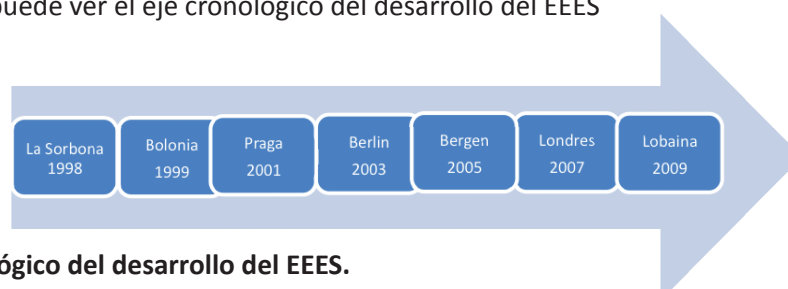 puede ver el eje cronológico del desarrollo del EEES
La Sorbona
1998
Bolonia
1999
Praga
2001
Berlin
2003
Bergen
2005
Londres
2007
Lobaina
2009
ógico del desarrollo del EEES.